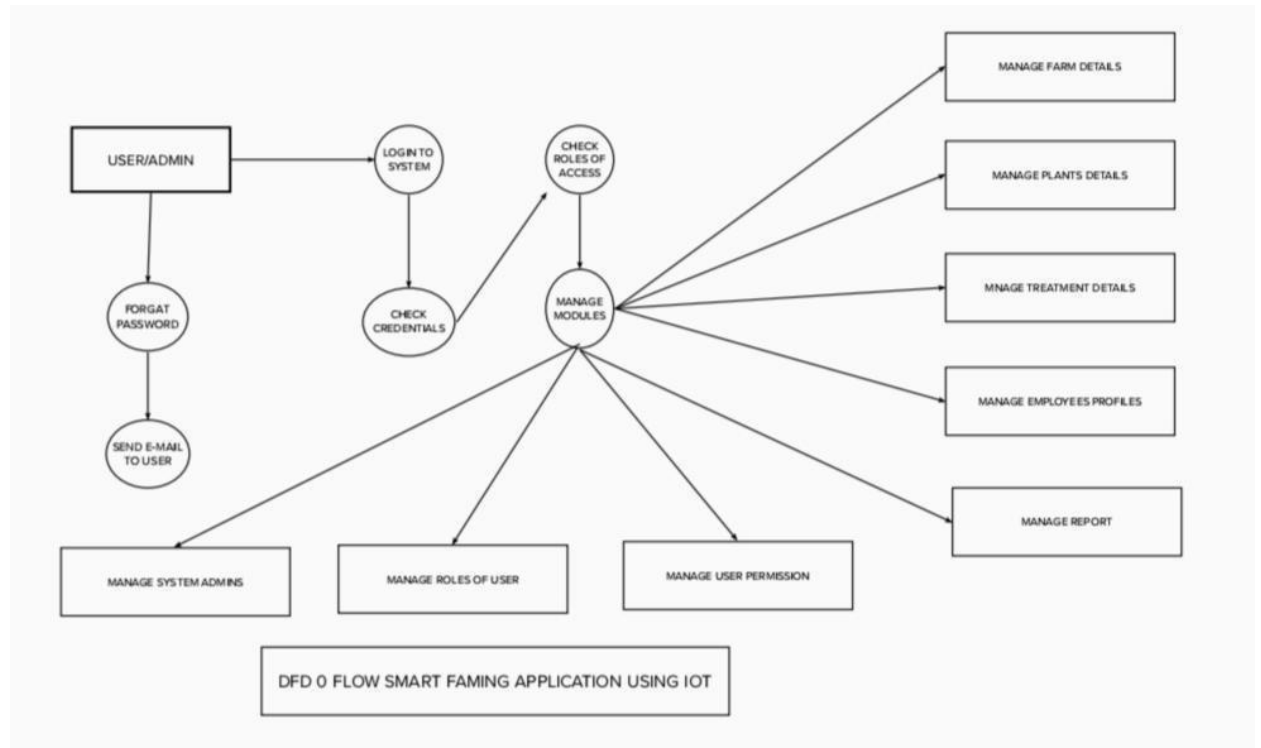 MANAGE FARM DETAILS
USER/ADMIN
LOGIN TO
SYSTEM
CHECK
ROLES OF
ACCESS
MANAGE PLANTS DETAILS
MNAGE TREATMENT DETAILS
FORGAT
PASSWORD
CHECK
CREDENTIALS
MANAGE
MODULES
MANAGE EMPLOYEES PROFILES
SEND E-MAIL
TO USER
MANAGE REPORT
MANAGE SYSTEM ADMINS
MANAGE ROLES OF USER
MANAGE USER PERMISSION
DFD 0 FLOW SMART FAMING APPLICATION USING IOT